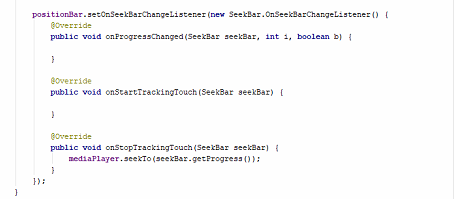 positionBar.setOnSeekBarChangeListener(new SeekBar.OnSeekBarChangeListener() {
@Override
public void onProgressChanged(SeekBar seekBar, int i, boolean b) {
}
@Override
public void onStartTrackingTouch(SeekBar seekBar) {
}
@Override
public void onStopTrackingTouch(SeekBar seekBar) {
mediaPlayer.seekTo(seekBar.getProgress());
}
});
}